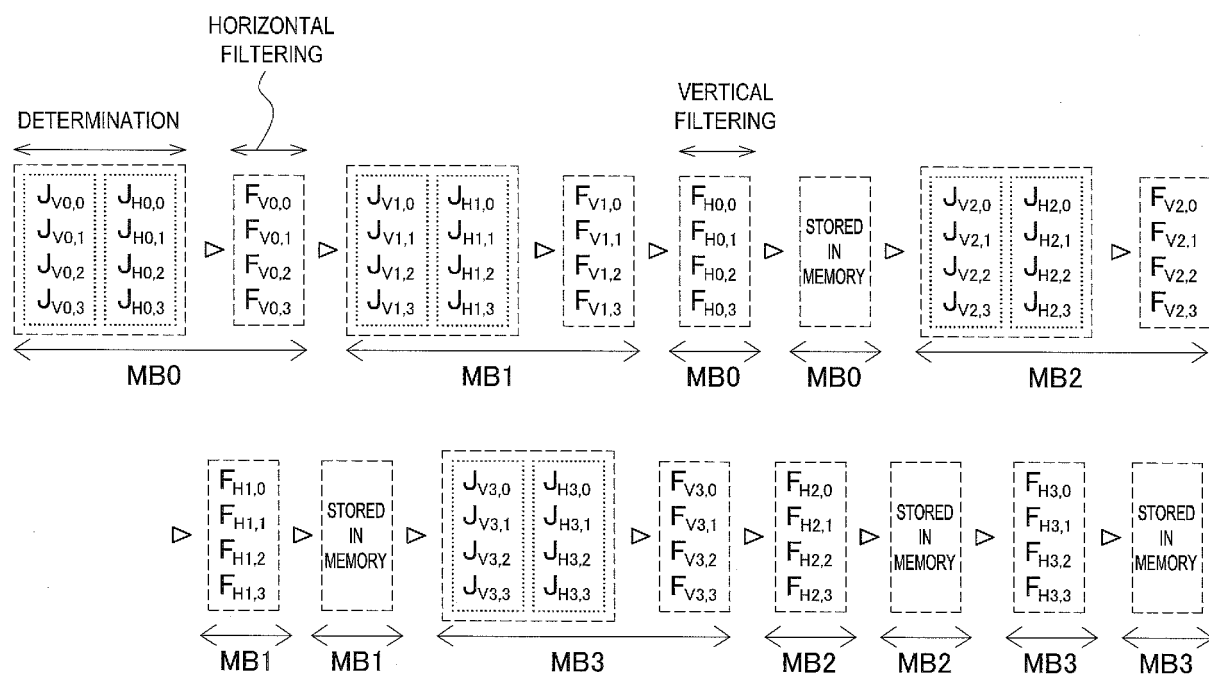 HORIZONTAL
FILTERING
VERTICAL
FILTERING
DETERMINATION
JV0,0 JH0,0 FV0,0 JV1,0 JH1,0 FV1,0 FH0,0 JV2,0 JH2,0 FV2,0
JV0,1 JH0,1 FV0,1 JV1,1 JH1,1 FV1,1 FH0,1 STORED JV2,1 JH2,1 FV2,1
IN
JV0,2 JH0,2 FV0,2 JV1,2 JH1,2 FV1,2 FH0,2 MEMORY JV2,2 JH2,2 FV2,2
JV0,3 JH0,3 FV0,3 JV1,3 JH1,3 FV1,3 FH0,3 JV2,3 JH2,3 FV2,3
MB0 MB1 MB0 MB0 MB2
FH1,0 JV3,0 JH3,0 FV3,0 FH2,0 FH3,0
FH1,1 STORED JV3,1 JH3,1 FV3,1 FH2,1 STORED FH3,1 STORED
IN IN IN
FH1,2 MEMORY JV3,2 JH3,2 FV3,2 FH2,2 MEMORY FH3,2 MEMORY
FH1,3 JV3,3 JH3,3 FV3,3 FH2,3 FH3,3
MB1 MB1 MB3 MB2 MB2 MB3 MB3